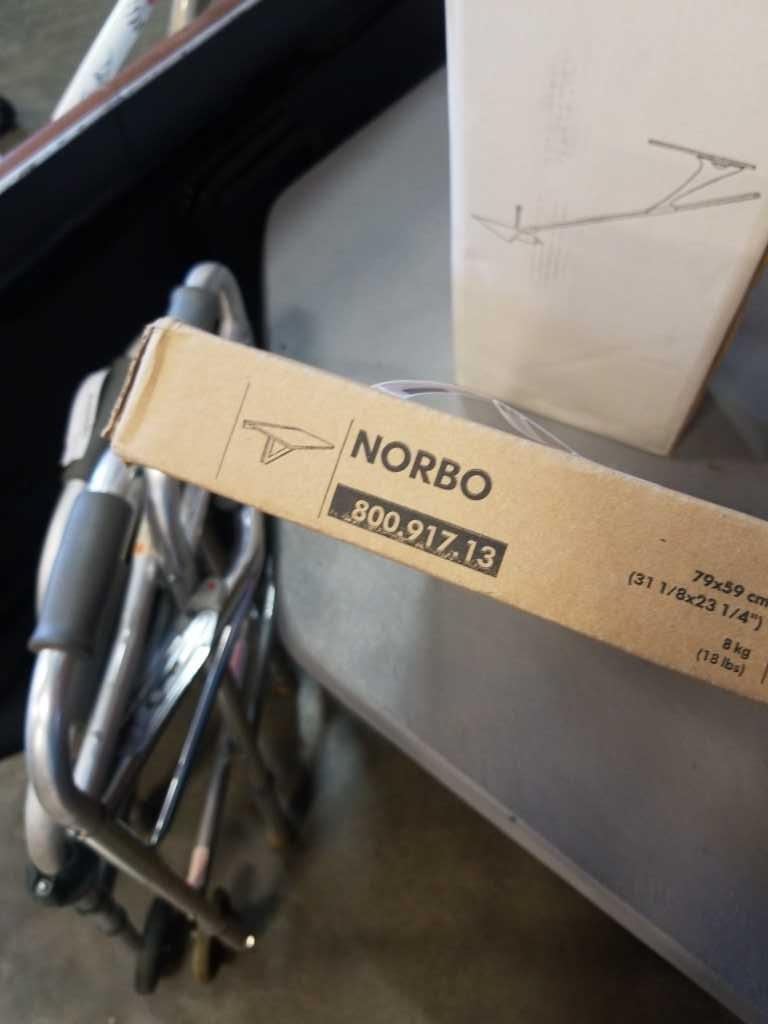 NORBO
800.917.13
79x59 cm
(31 1/8x23 1/4")
8 kg
(18 lbs)